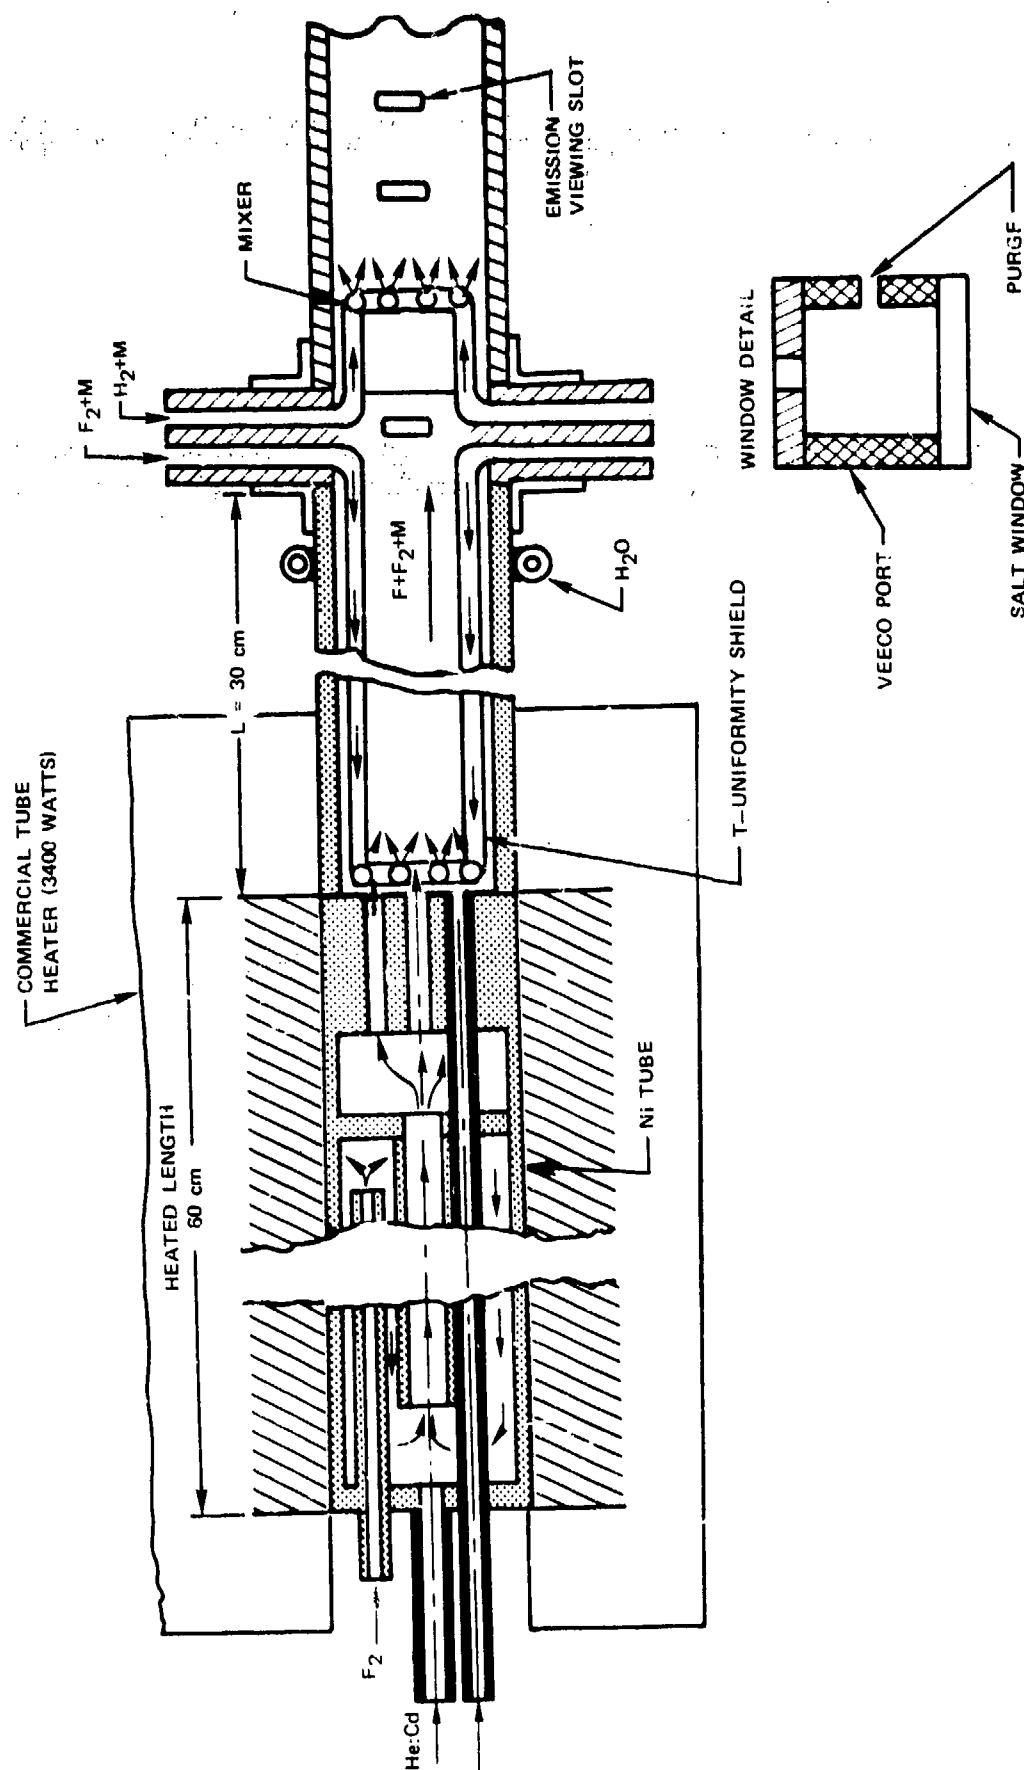 COMMERCIAL TUBE
HEATER (3400 WATTS)
HEATED LENGTH
60 cm
L = 30 cm
F2+M
H2+M
MIXER
EMISSION
VIEWING SLOT
F+F2+M
H2O
T-UNIFORMITY SHIELD
Ni TUBE
F2
He:Cd
WINDOW DETAIL
VEECO PORT
SALT WINDOW
PURGE